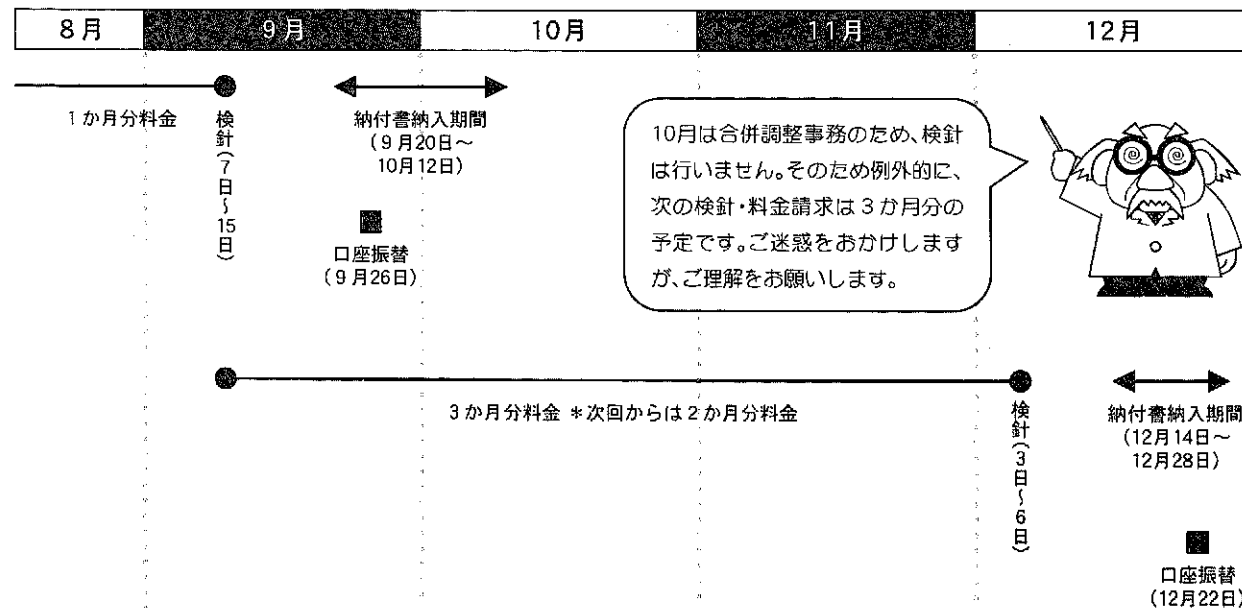 8月 9月 10月 11月 12月
1か月分料金
検針(7日～15日)
納付書納入期間
(9月20日～
10月12日)
口座振替
(9月26日)
10月は合併調整事務のため、検針
は行いません。そのため例外的に、
次の検針・料金請求は3か月分の
予定です。ご迷惑をおかけします
が、ご理解をお願いします。
3か月分料金 *次回からは2か月分料金
検針(3日～6日)
納付書納入期間
(12月14日～
12月28日)
口座振替
(12月22日)